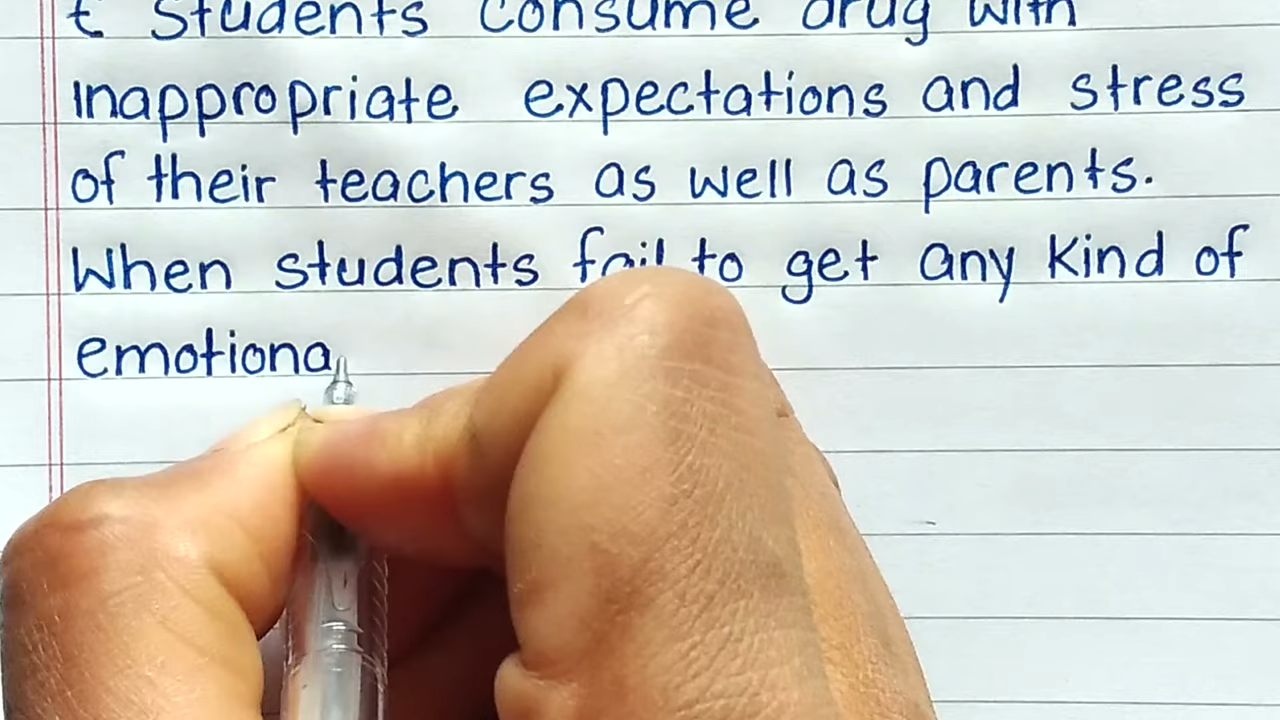 t Students Consume drug with
inappropriate expectations and stress
of their teachers as well as parents.
When students fail to get any kind of
emotiona